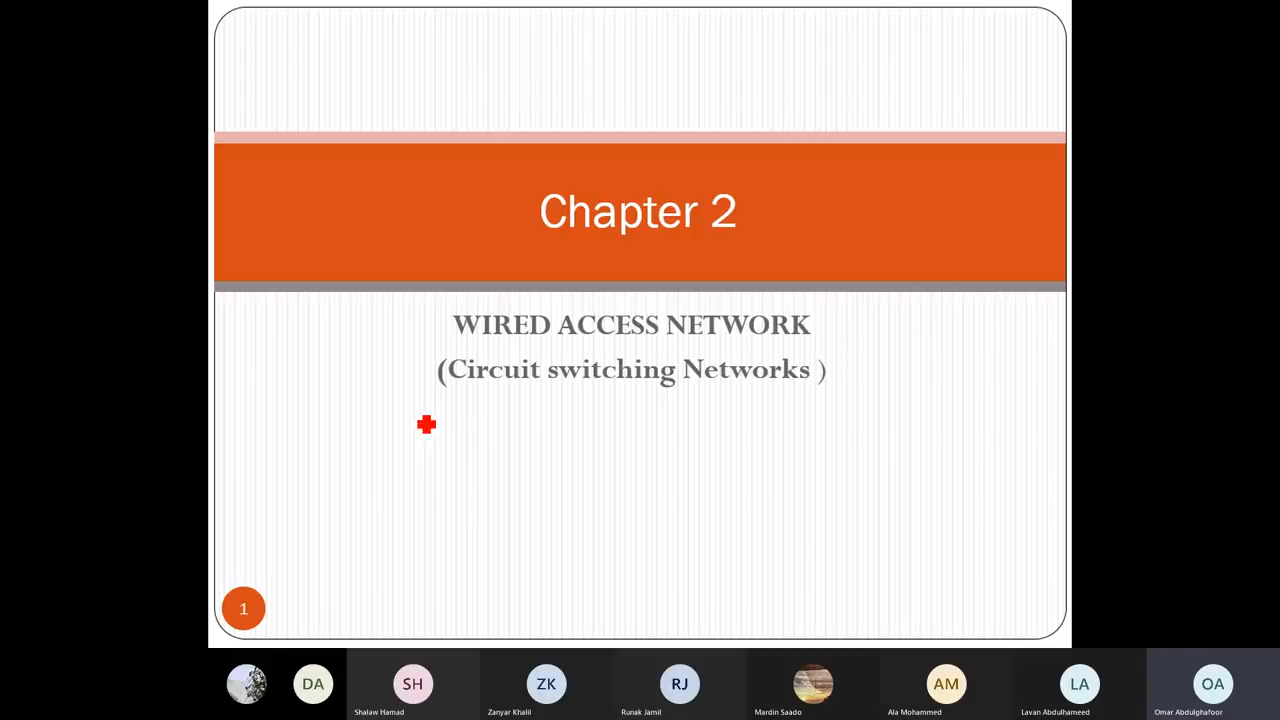 Chapter 2
WIRED ACCESS NETWORK
(Circuit switching Networks )
1
DA
SH
ZK
RJ
AM
LA
OA
Shalaw Hamad
Zanyar Khalil
Runak Jamil
Mardin Saado
Ala Mohammed
Lavan Abdulhameed
Omar Abdulghafoor